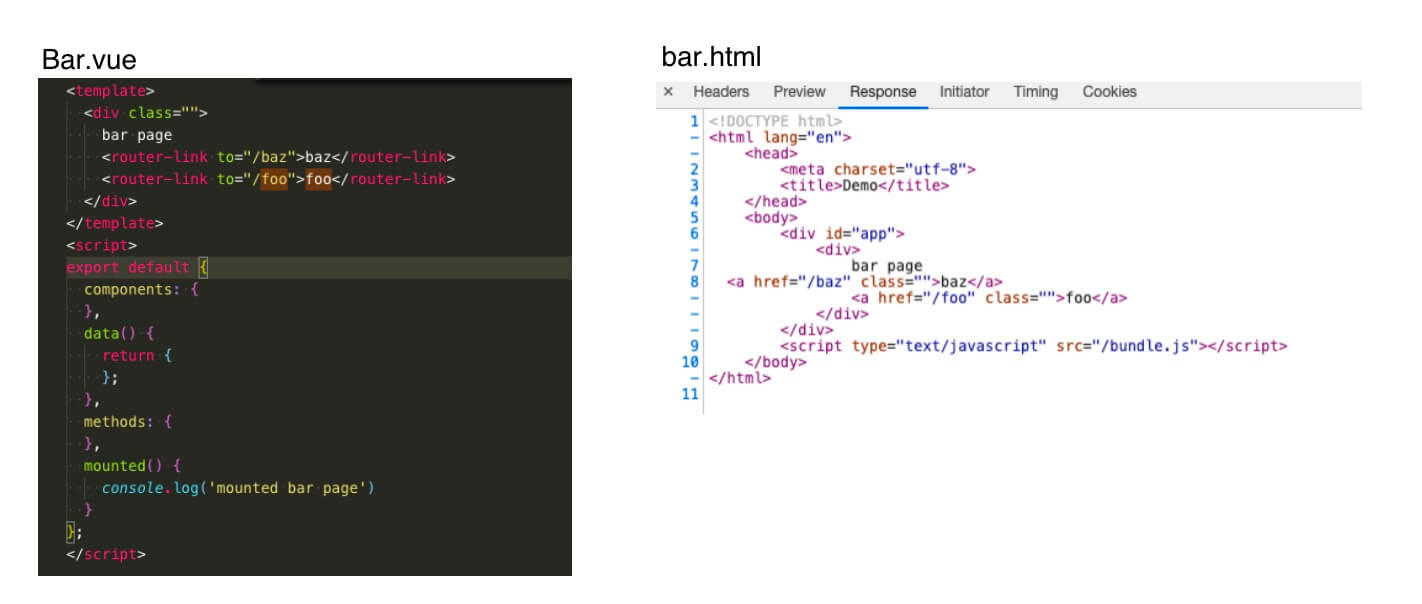 Bar.vue
<template>
<div class="">
bar page
<router-link to="/baz">baz</router-link>
<router-link to="/foo">foo</router-link>
</div>
</template>
<script>
export default {
components: {
},
data() {
return {
};
},
methods: {
},
mounted() {
console.log('mounted bar page')
}
};
</script>
bar.html
× Headers Preview Response Initiator Timing Cookies
1 <!DOCTYPE html>
– <html lang="en">
– <head>
2 <meta charset="utf-8">
3 <title>Demo</title>
4 </head>
5 <body>
6 <div id="app">
– <div>
7 bar page
8 <a href="/baz" class="">baz</a>
– <a href="/foo" class="">foo</a>
– </div>
– </div>
9 <script type="text/javascript" src="/bundle.js"></script>
10 </body>
– </html>
11